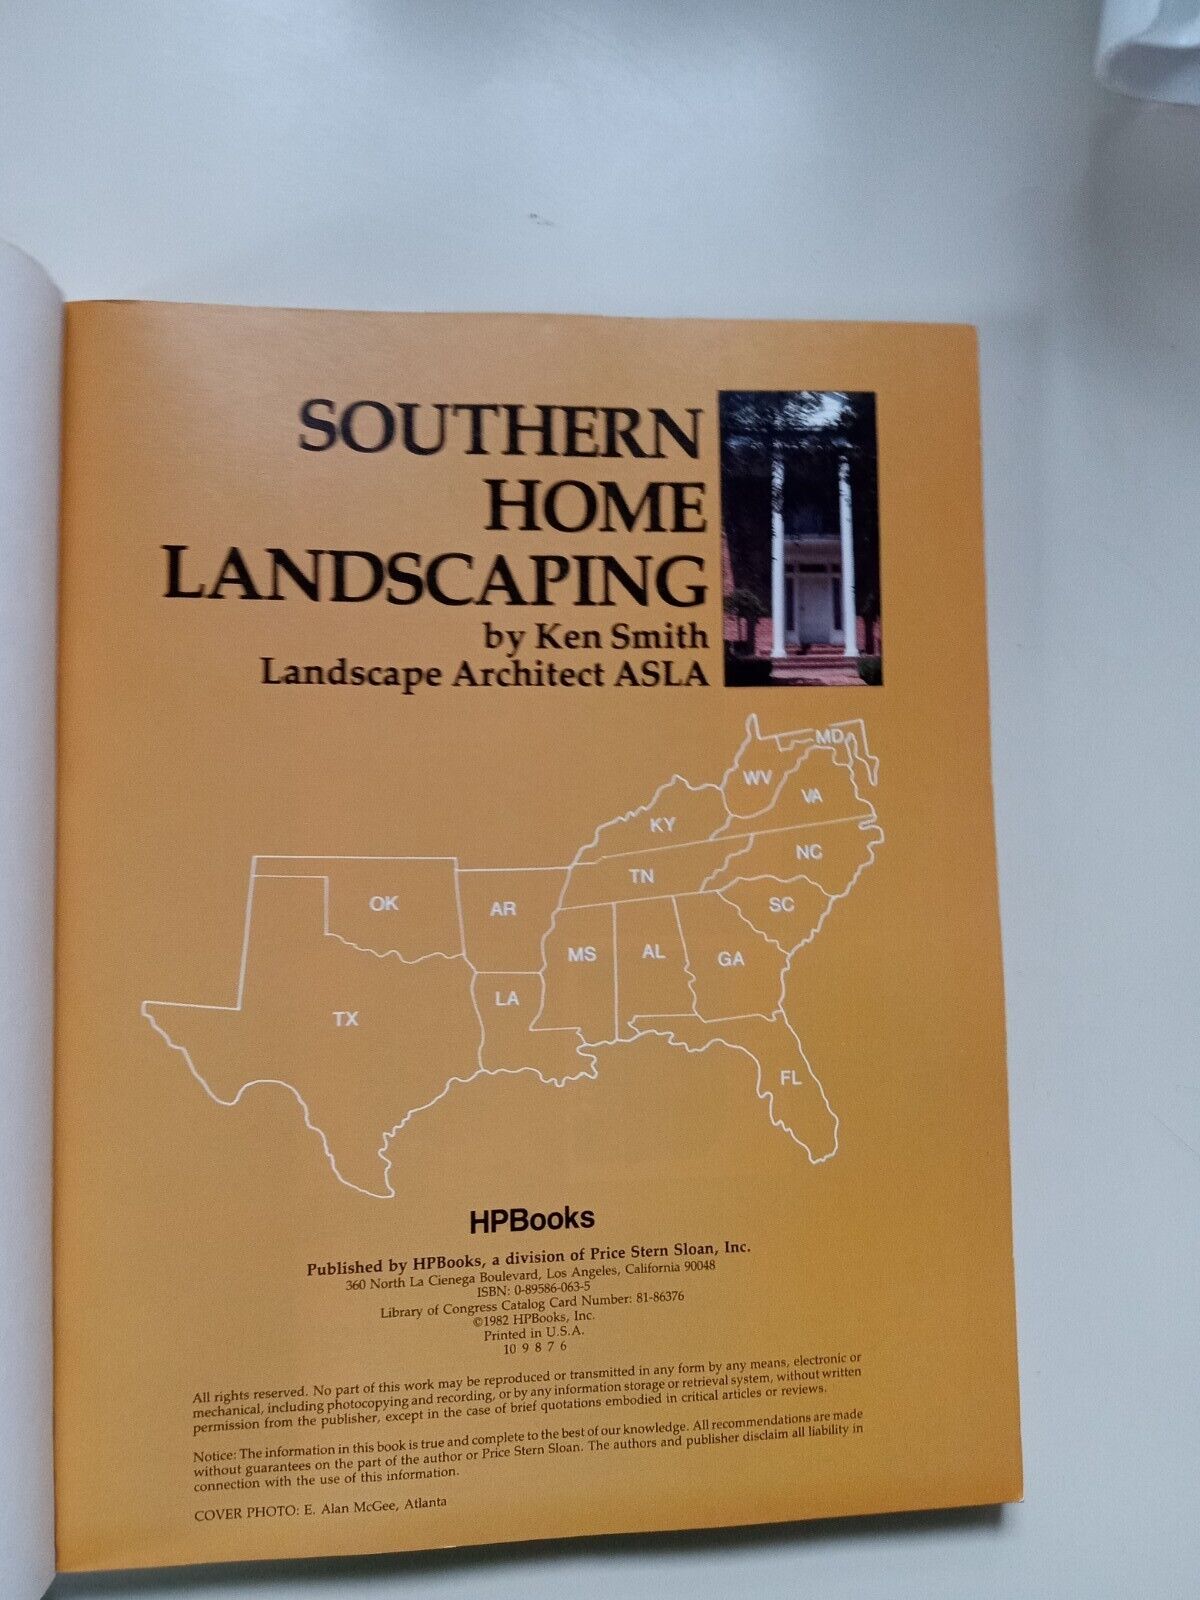 SOUTHERN
HOME
LANDSCAPING
by Ken Smith
Landscape Architect ASLA
MD
WV
VA
KY
NC
TN
OK
AR
SC
MS
AL
GA
LA
TX
FL
HPBooks
Published by HPBooks, a division of Price Stern Sloan, Inc.
360 North La Cienega Boulevard, Los Angeles, California 90048
ISBN: 0-89586-063-5
Library of Congress Catalog Card Number: 81-86376
©1982 HPBooks, Inc.
Printed in U.S.A.
10 9 8 7 6
All rights reserved. No part of this work may be reproduced or transmitted in any form by any means, electronic or
mechanical, including photocopying and recording, or by any information storage or retrieval system, without written
permission from the publisher, except in the case of brief quotations embodied in critical articles or reviews.
Notice: The information in this book is true and complete to the best of our knowledge. All recommendations are made
without guarantees on the part of the author or Price Stern Sloan. The authors and publisher disclaim all liability in
connection with the use of this information.
COVER PHOTO: E. Alan McGee, Atlanta